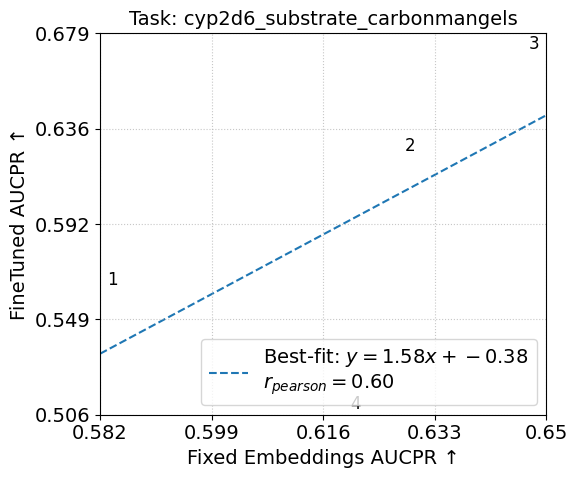 Task: cyp2d6_substrate_carbonmangels
FineTuned AUCPR ↑
0.679
0.636
0.592
0.549
0.506
3
2
1
4
Best-fit: y = 1.58x + −0.38
r_pearson = 0.60
0.582 0.599 0.616 0.633 0.65
Fixed Embeddings AUCPR ↑